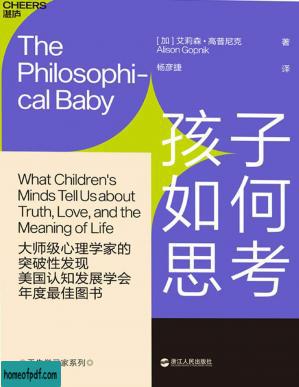 CHEERS
湛庐
The
Philosophi-
cal Baby
[加] 艾莉森·高普尼克 著
Alison Gopnik
杨彦捷 译
孩子
如何
思考
What Children's
Minds Tell Us about
Truth, Love, and the
Meaning of Life
大师级心理学家的
突破性发现
美国认知发展学会
年度最佳图书
homeofpdf.com
浙江人民出版社